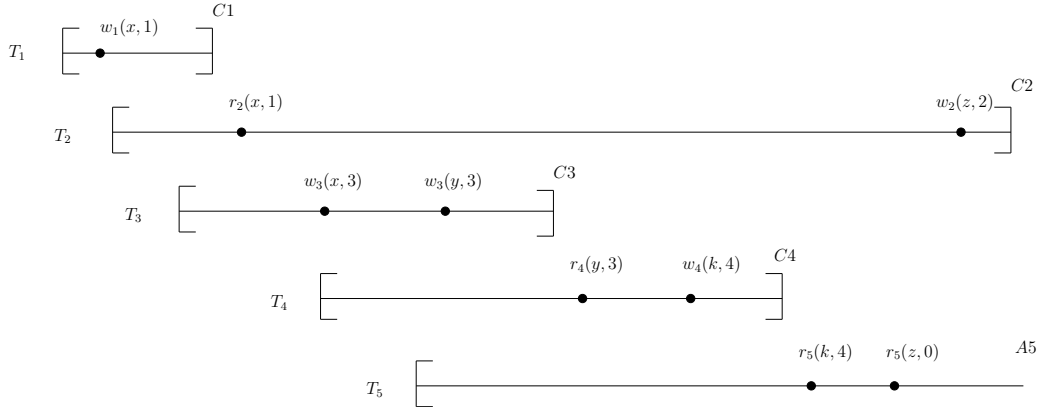 C1
w₁(x, 1)
T₁
C2
r₂(x, 1) w₂(z, 2)
T₂
C3
w₃(x, 3) w₃(y, 3)
T₃
C4
r₄(y, 3) w₄(k, 4)
T₄
A5
r₅(k, 4) r₅(z, 0)
T₅